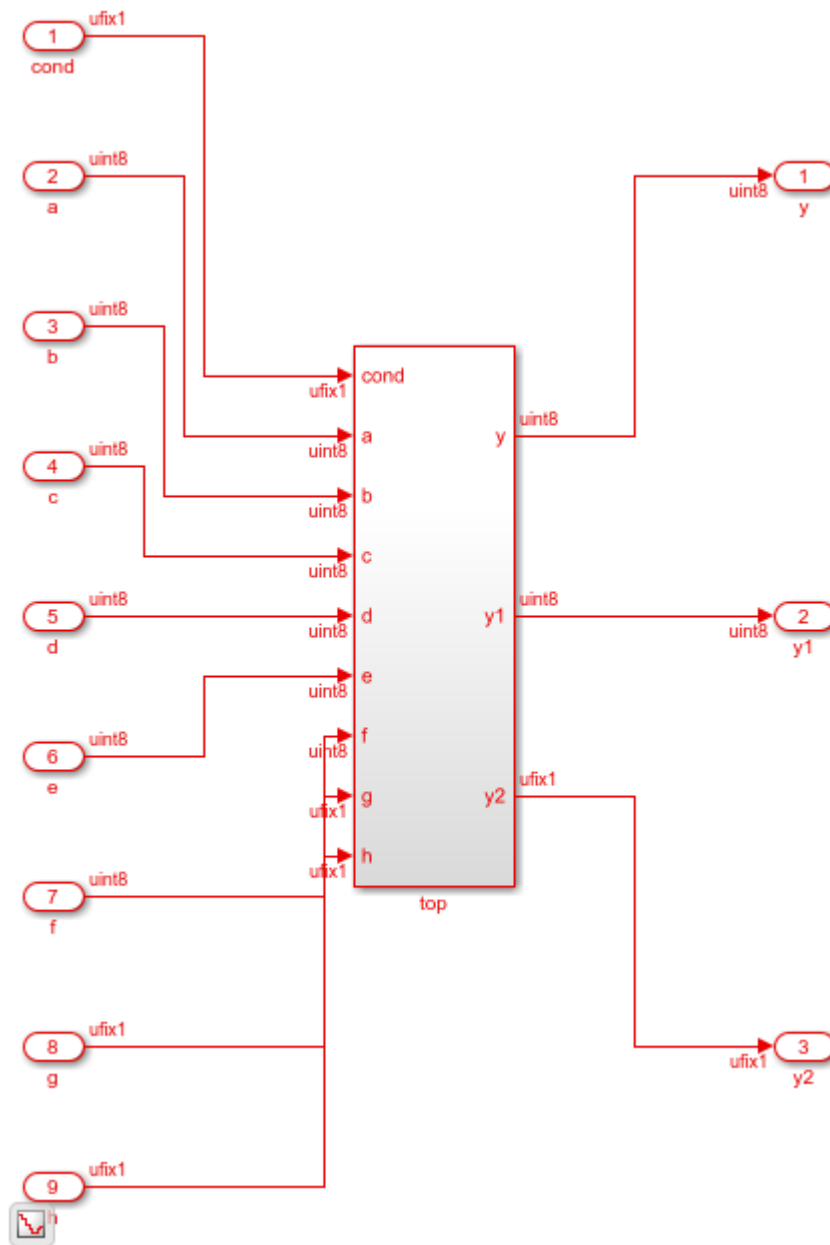 ufix1
1
cond
uint8
2
a
uint8
3
b
uint8
4
c
uint8
5
d
uint8
6
e
uint8
7
f
ufix1
8
g
ufix1
9
h
cond
ufix1
a
uint8
b
uint8
c
uint8
d
uint8
e
uint8
f
uint8
g
ufix1
h
ufix1
y
uint8
y1
uint8
y2
ufix1
top
1
uint8
y
2
uint8
y1
3
ufix1
y2